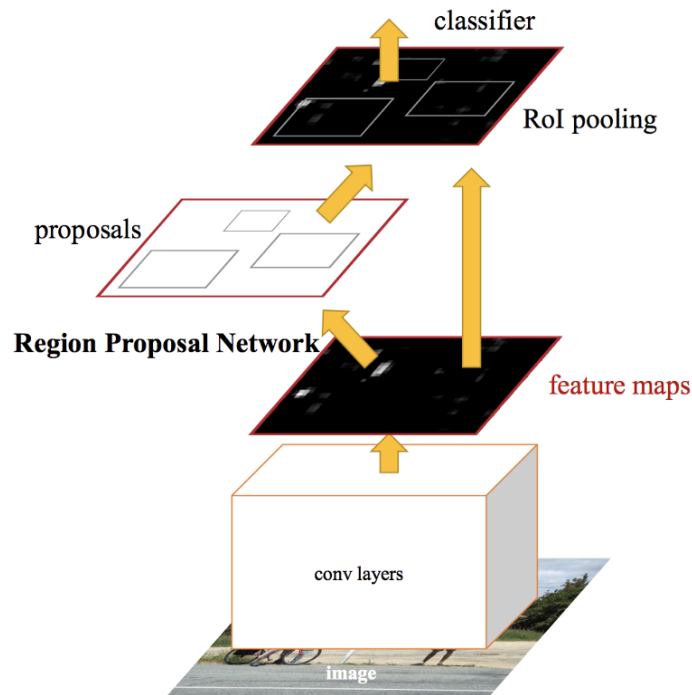 classifier
RoI pooling
proposals
Region Proposal Network
feature maps
conv layers
image